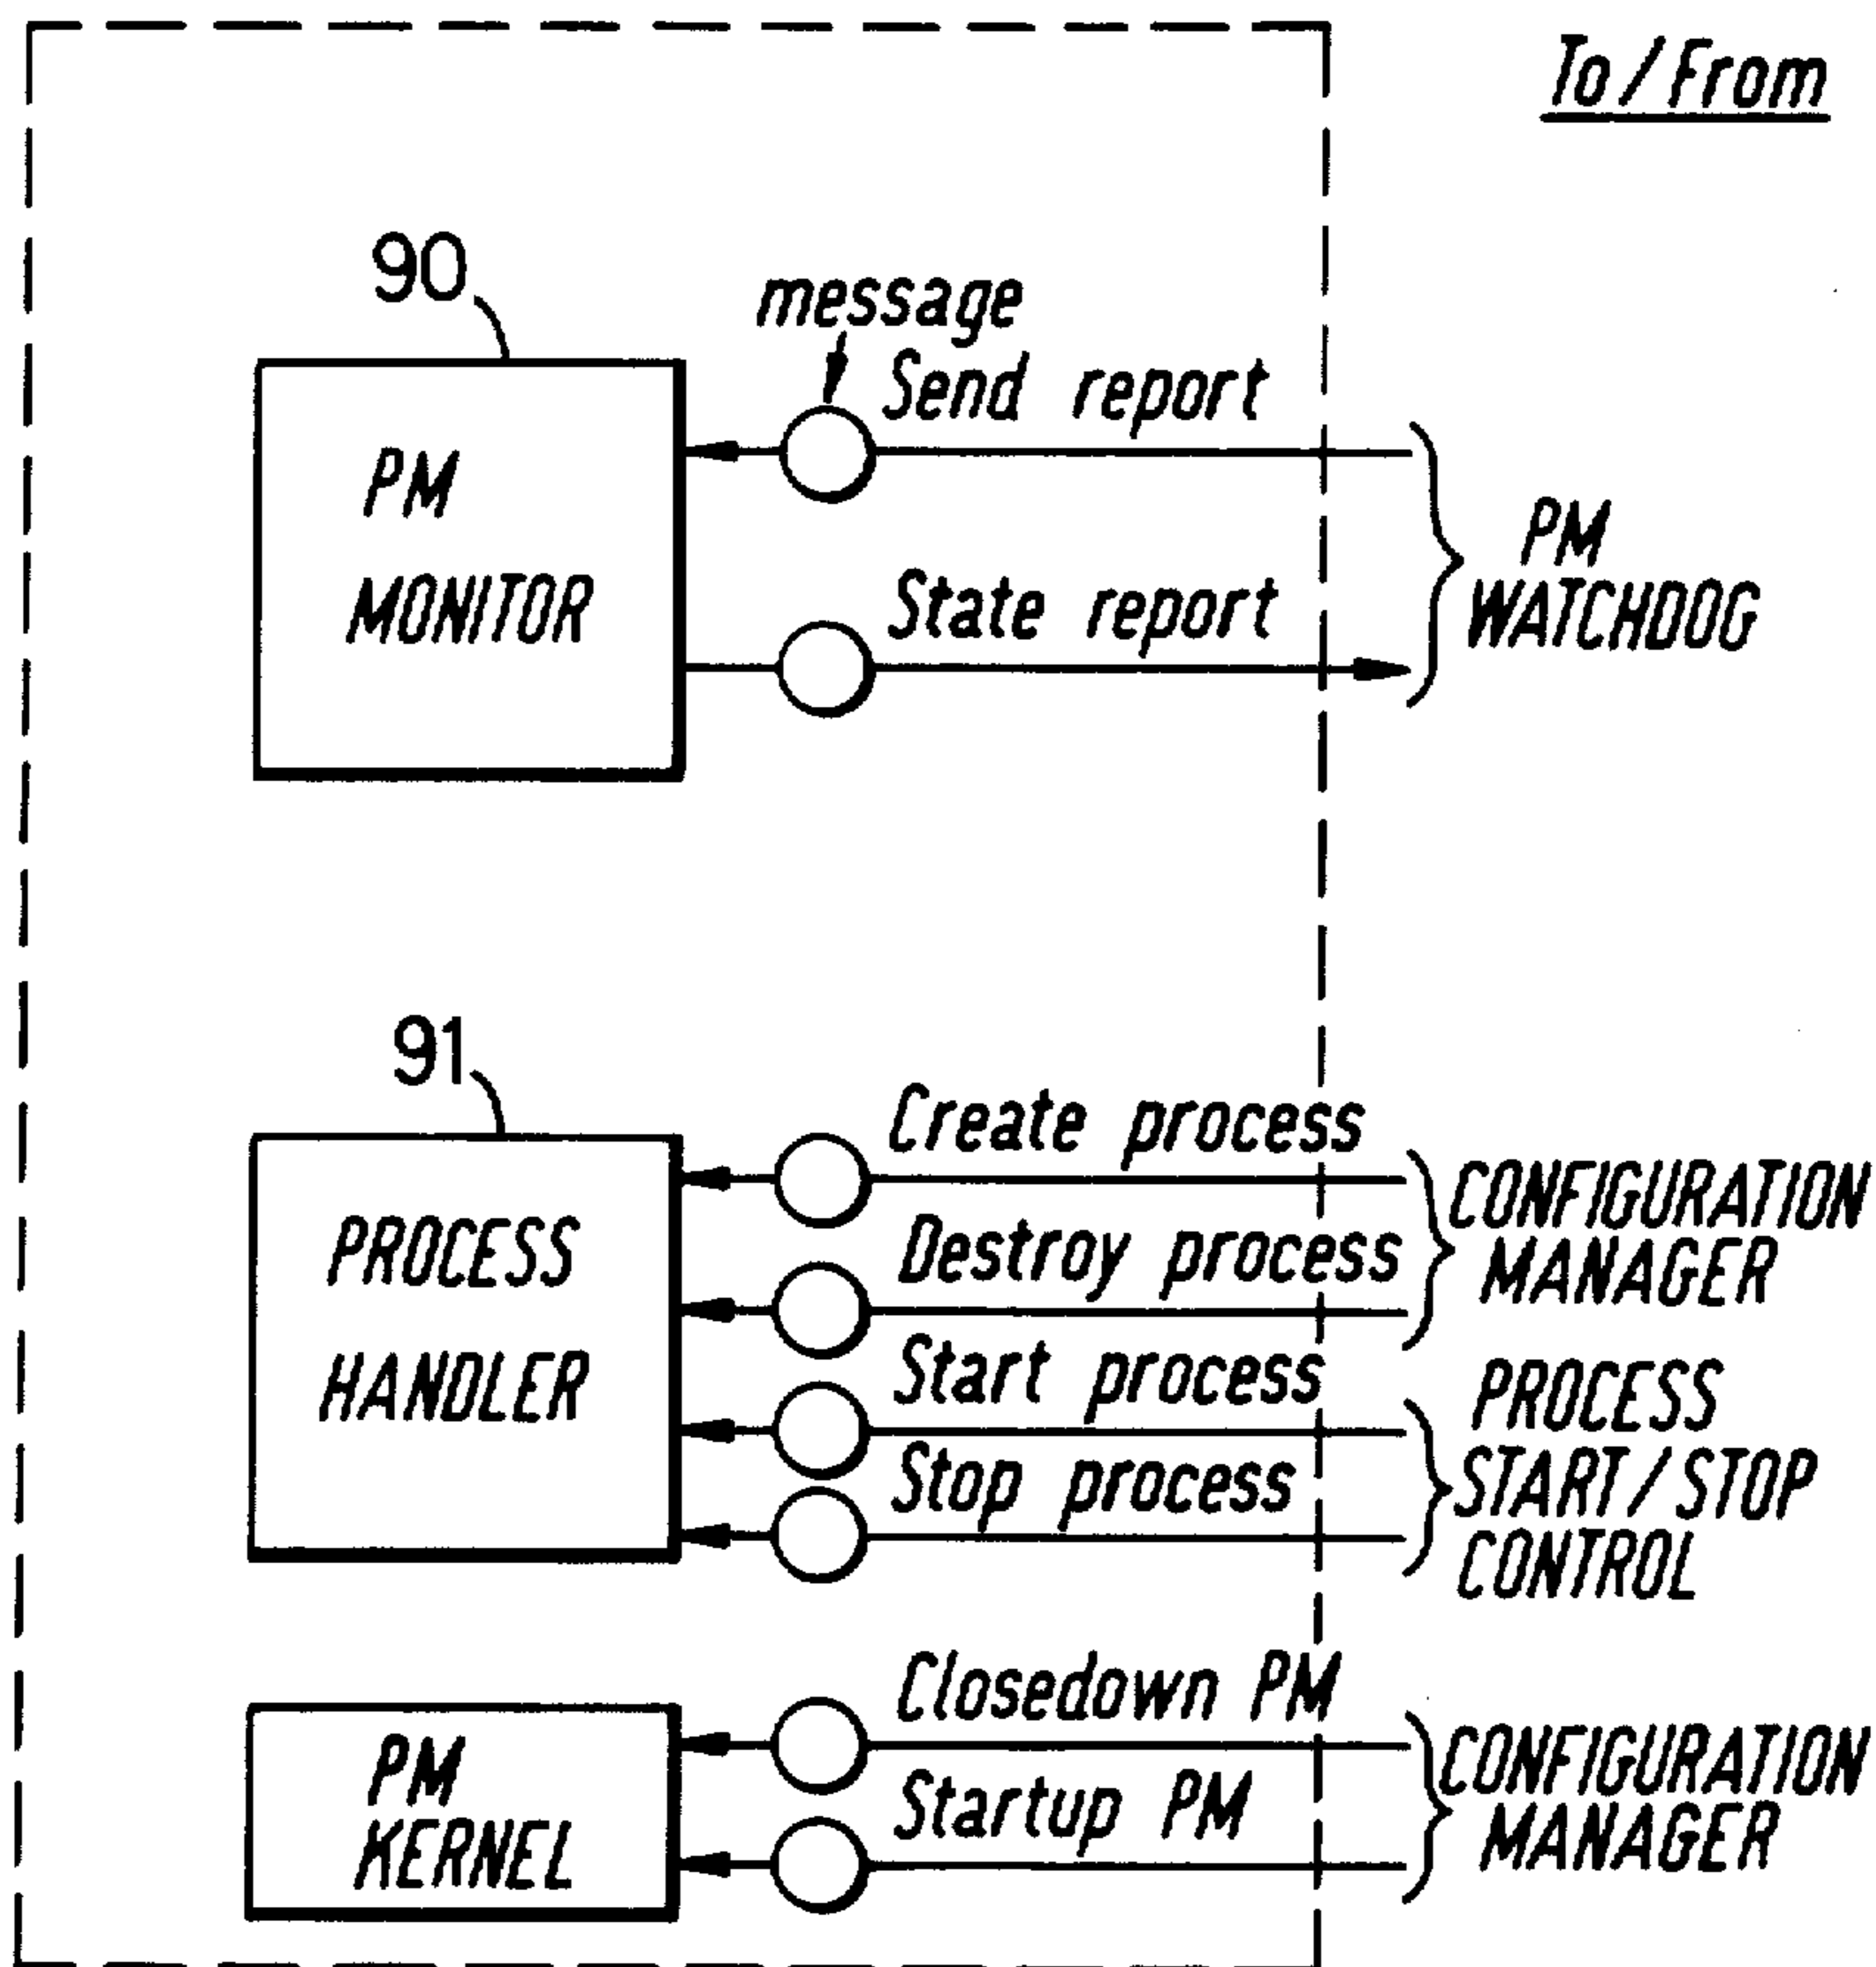 To/From
90
message
Send report
PM
MONITOR
State report
PM
WATCHDOG
91
Create process
PROCESS
HANDLER
Destroy process
CONFIGURATION
MANAGER
Start process
Stop process
PROCESS
START/STOP
CONTROL
Closedown PM
PM
KERNEL
Startup PM
CONFIGURATION
MANAGER